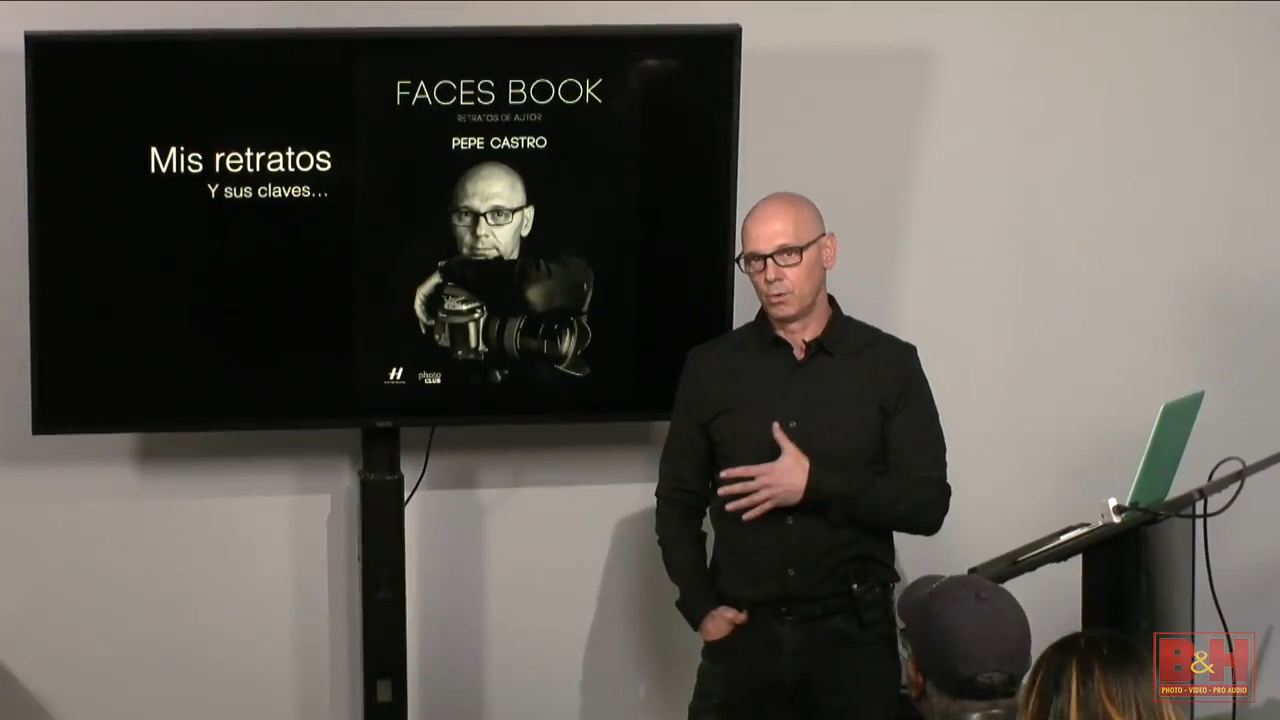 Mis retratos
Y sus claves...
FACES BOOK
RETRATOS DE AUTOR
PEPE CASTRO
H
photo
CLUB
B&H
PHOTO - VIDEO - PRO AUDIO